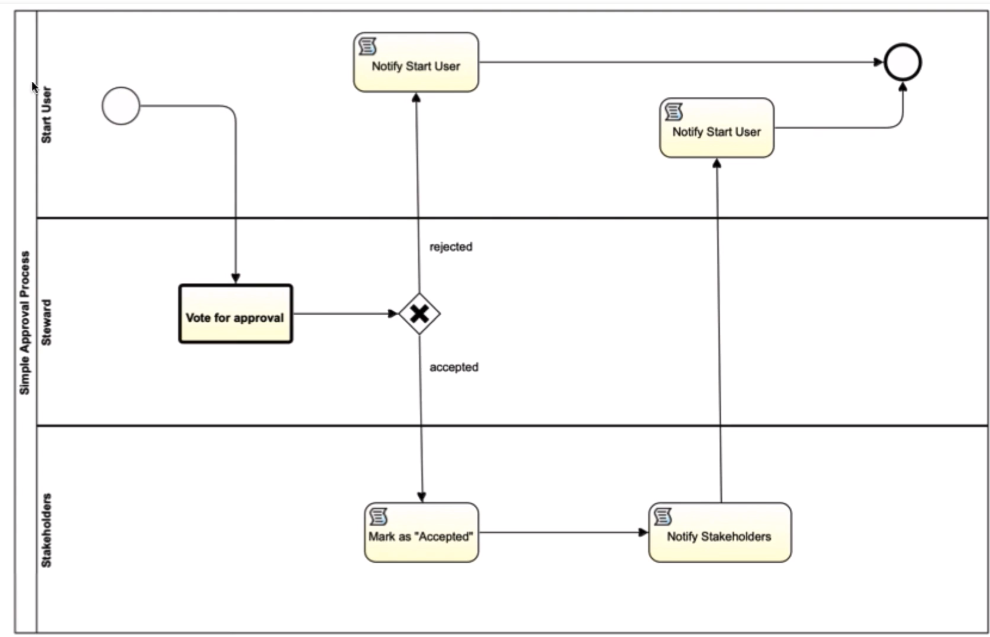 Simple Approval Process
Start User
Notify Start User
Notify Start User
rejected
Steward
Vote for approval
accepted
Stakeholders
Mark as "Accepted"
Notify Stakeholders